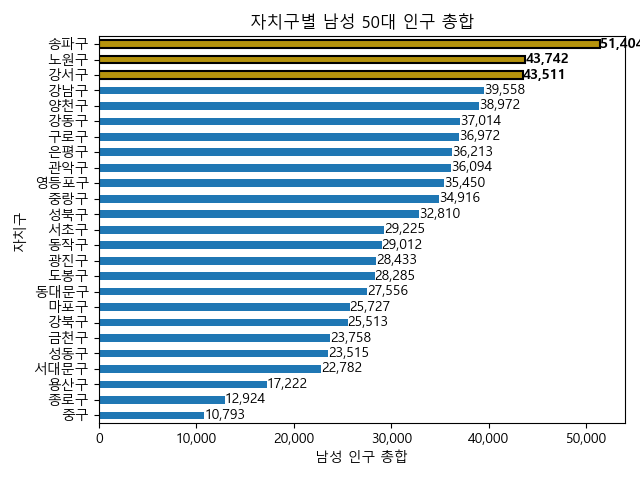 자치구별 남성 50대 인구 총합
송파구 51,404
노원구 43,742
강서구 43,511
강남구 39,558
양천구 38,972
강동구 37,014
구로구 36,972
은평구 36,213
관악구 36,094
영등포구 35,450
중랑구 34,916
성북구 32,810
서초구 29,225
동작구 29,012
광진구 28,433
도봉구 28,285
동대문구 27,556
마포구 25,727
강북구 25,513
금천구 23,758
성동구 23,515
서대문구 22,782
용산구 17,222
종로구 12,924
중구 10,793
자치구
0 10,000 20,000 30,000 40,000 50,000
남성 인구 총합